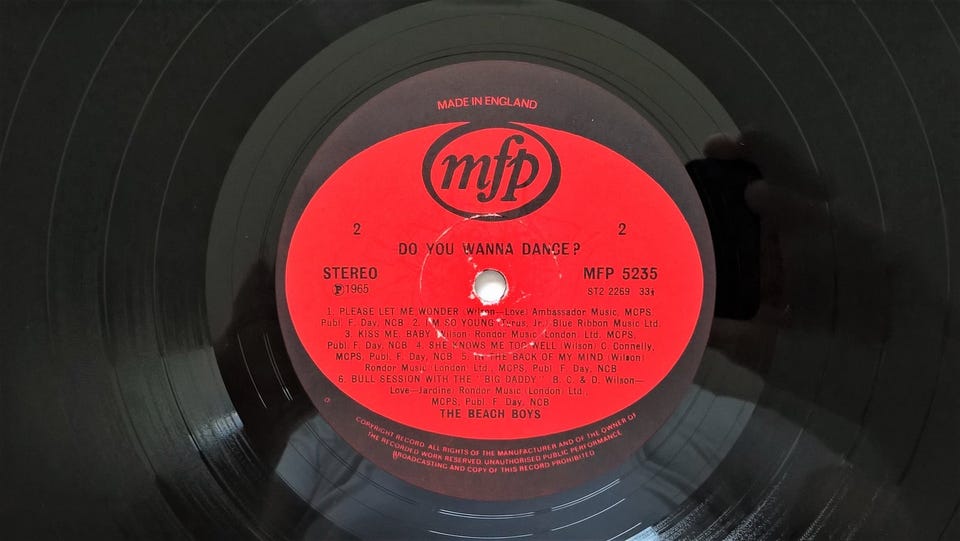 MADE IN ENGLAND
mfp
2 2
DO YOU WANNA DANCE?
STEREO MFP 5235
Ⓟ1965 ST2 2269 33⅓
1. PLEASE LET ME WONDER (Wilson—Love) Ambassador Music, MCPS,
Publ. F. Day, NCB 2. I'M SO YOUNG (Tyrus, Jr.) Blue Ribbon Music Ltd.
3. KISS ME, BABY (Wilson) Rondor Music (London) Ltd., MCPS,
Publ. F. Day, NCB 4. SHE KNOWS ME TOO WELL (Wilson) C. Connelly,
MCPS, Publ. F. Day, NCB 5. IN THE BACK OF MY MIND (Wilson)
Rondor Music (London) Ltd., MCPS, Publ. F. Day, NCB
6. BULL SESSION WITH THE "BIG DADDY" B. C. & D. Wilson—
Love—Jardine) Rondor Music (London) Ltd.,
MCPS, Publ. F. Day, NCB
THE BEACH BOYS
COPYRIGHT RECORD. ALL RIGHTS OF THE MANUFACTURER AND OF THE OWNER OF
THE RECORDED WORK RESERVED. UNAUTHORISED PUBLIC PERFORMANCE
BROADCASTING AND COPY OF THIS RECORD PROHIBITED